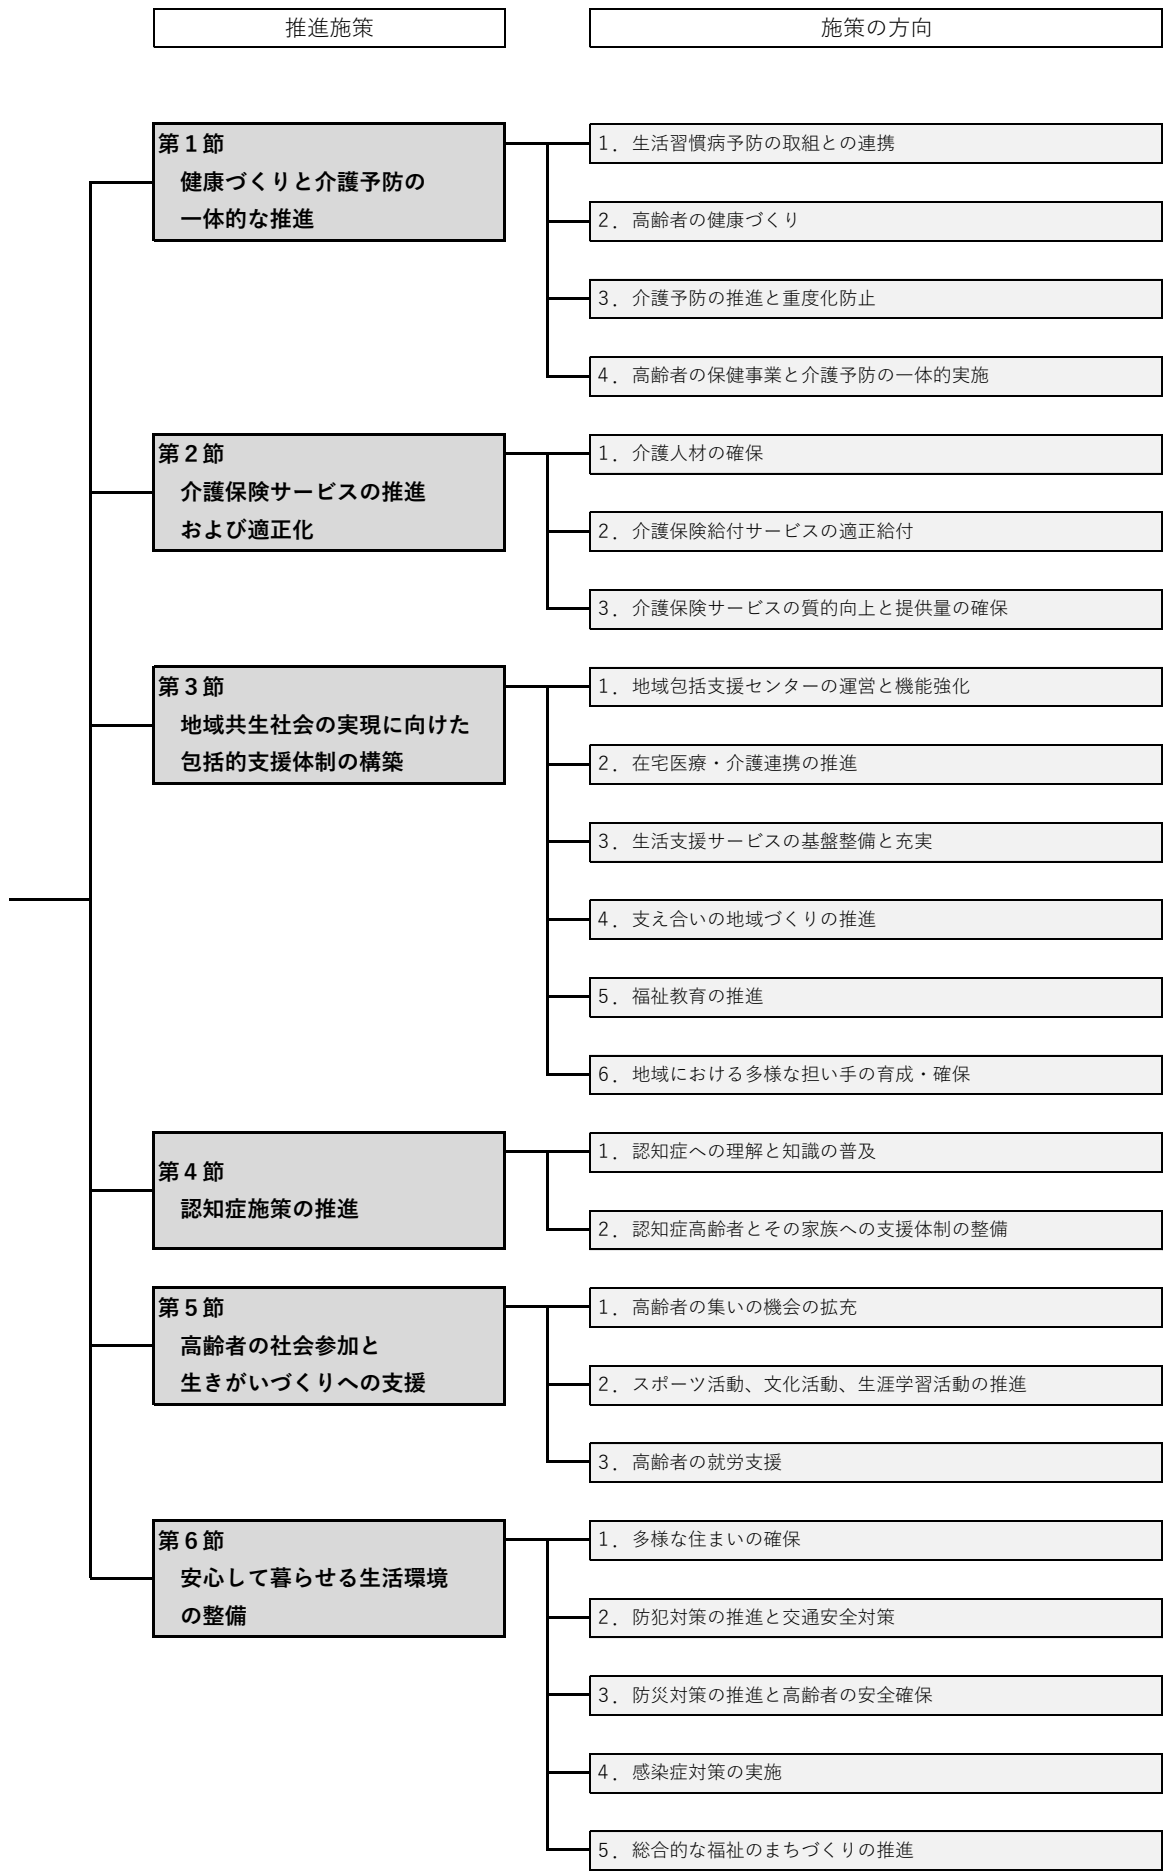 推進施策
施策の方向
第１節
健康づくりと介護予防の
一体的な推進
１．生活習慣病予防の取組との連携
２．高齢者の健康づくり
３．介護予防の推進と重度化防止
４．高齢者の保健事業と介護予防の一体的実施
第２節
介護保険サービスの推進
および適正化
１．介護人材の確保
２．介護保険給付サービスの適正給付
３．介護保険サービスの質的向上と提供量の確保
第３節
地域共生社会の実現に向けた
包括的支援体制の構築
１．地域包括支援センターの運営と機能強化
２．在宅医療・介護連携の推進
３．生活支援サービスの基盤整備と充実
４．支え合いの地域づくりの推進
５．福祉教育の推進
６．地域における多様な担い手の育成・確保
第４節
認知症施策の推進
１．認知症への理解と知識の普及
２．認知症高齢者とその家族への支援体制の整備
第５節
高齢者の社会参加と
生きがいづくりへの支援
１．高齢者の集いの機会の拡充
２．スポーツ活動、文化活動、生涯学習活動の推進
３．高齢者の就労支援
第６節
安心して暮らせる生活環境
の整備
１．多様な住まいの確保
２．防犯対策の推進と交通安全対策
３．防災対策の推進と高齢者の安全確保
４．感染症対策の実施
５．総合的な福祉のまちづくりの推進